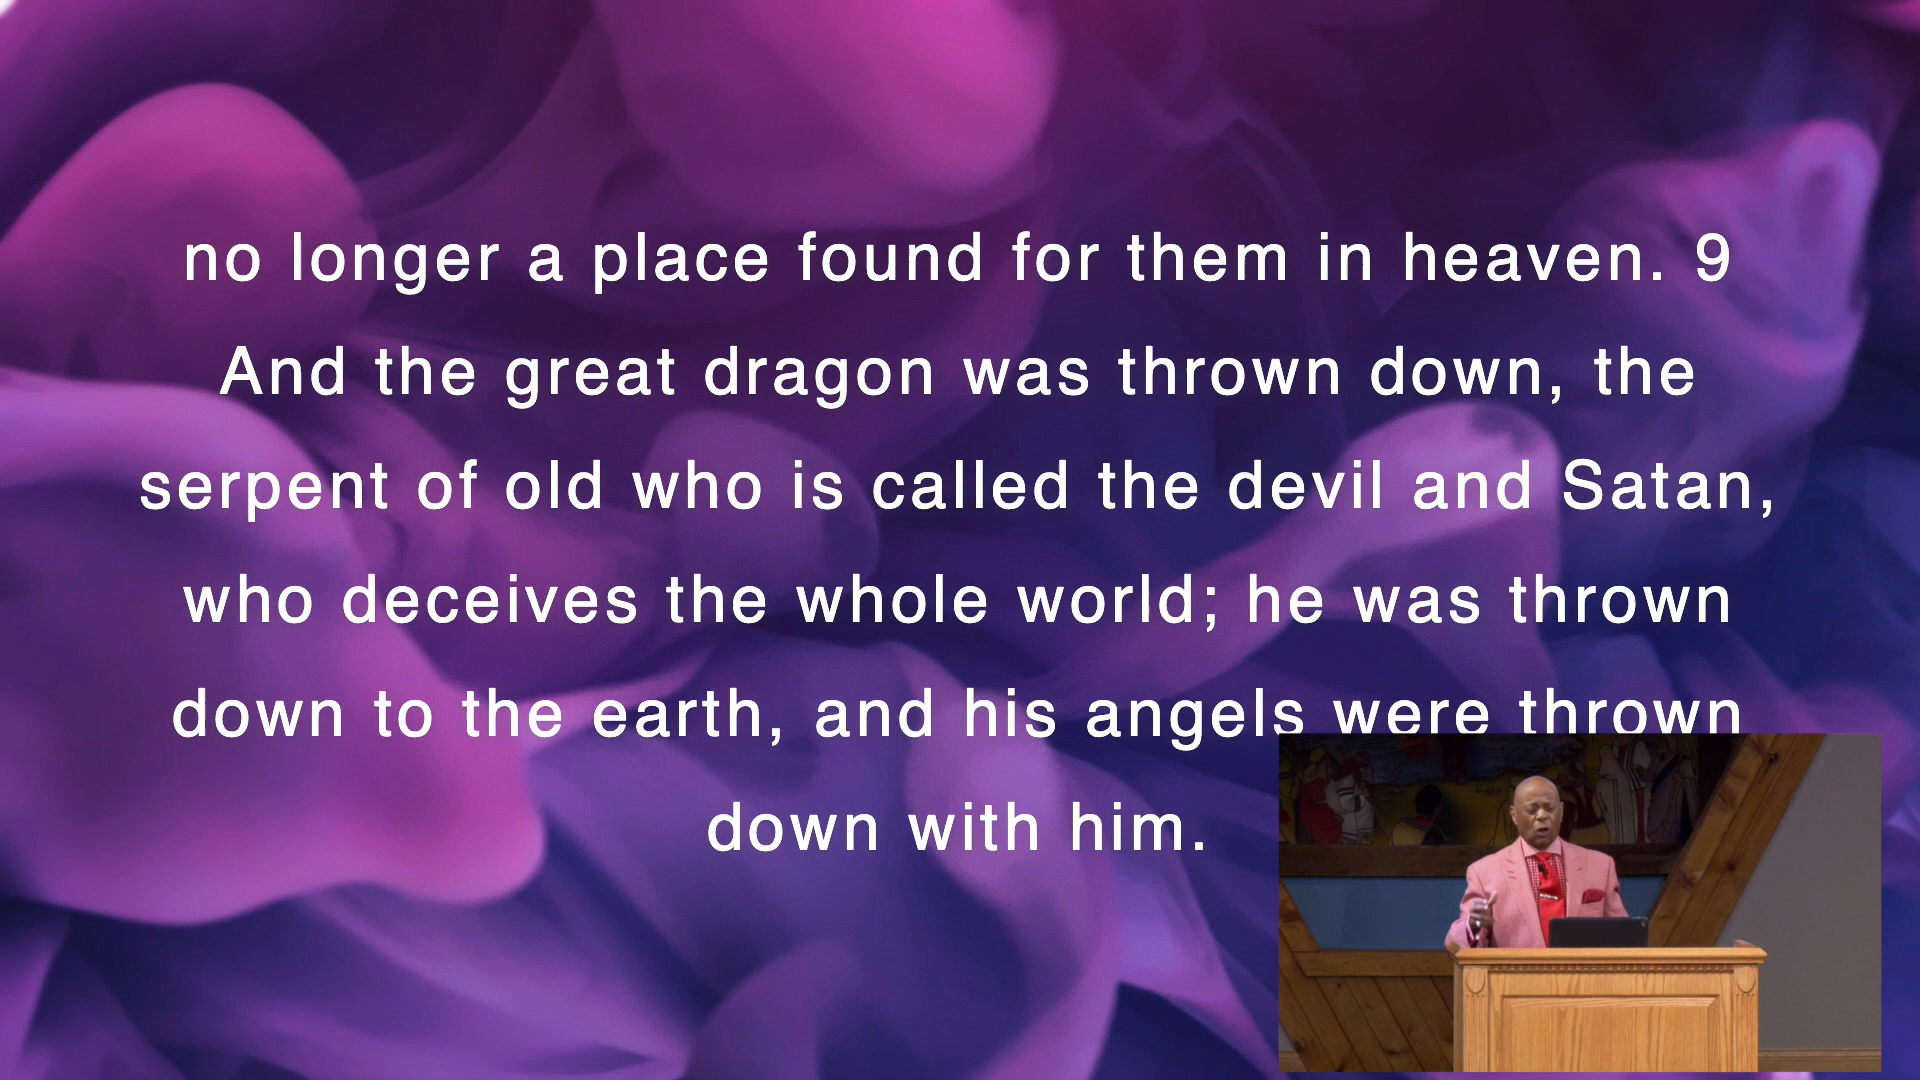 no longer a place found for them in heaven. 9
And the great dragon was thrown down, the
serpent of old who is called the devil and Satan,
who deceives the whole world; he was thrown
down to the earth, and his angels were thrown
down with him.